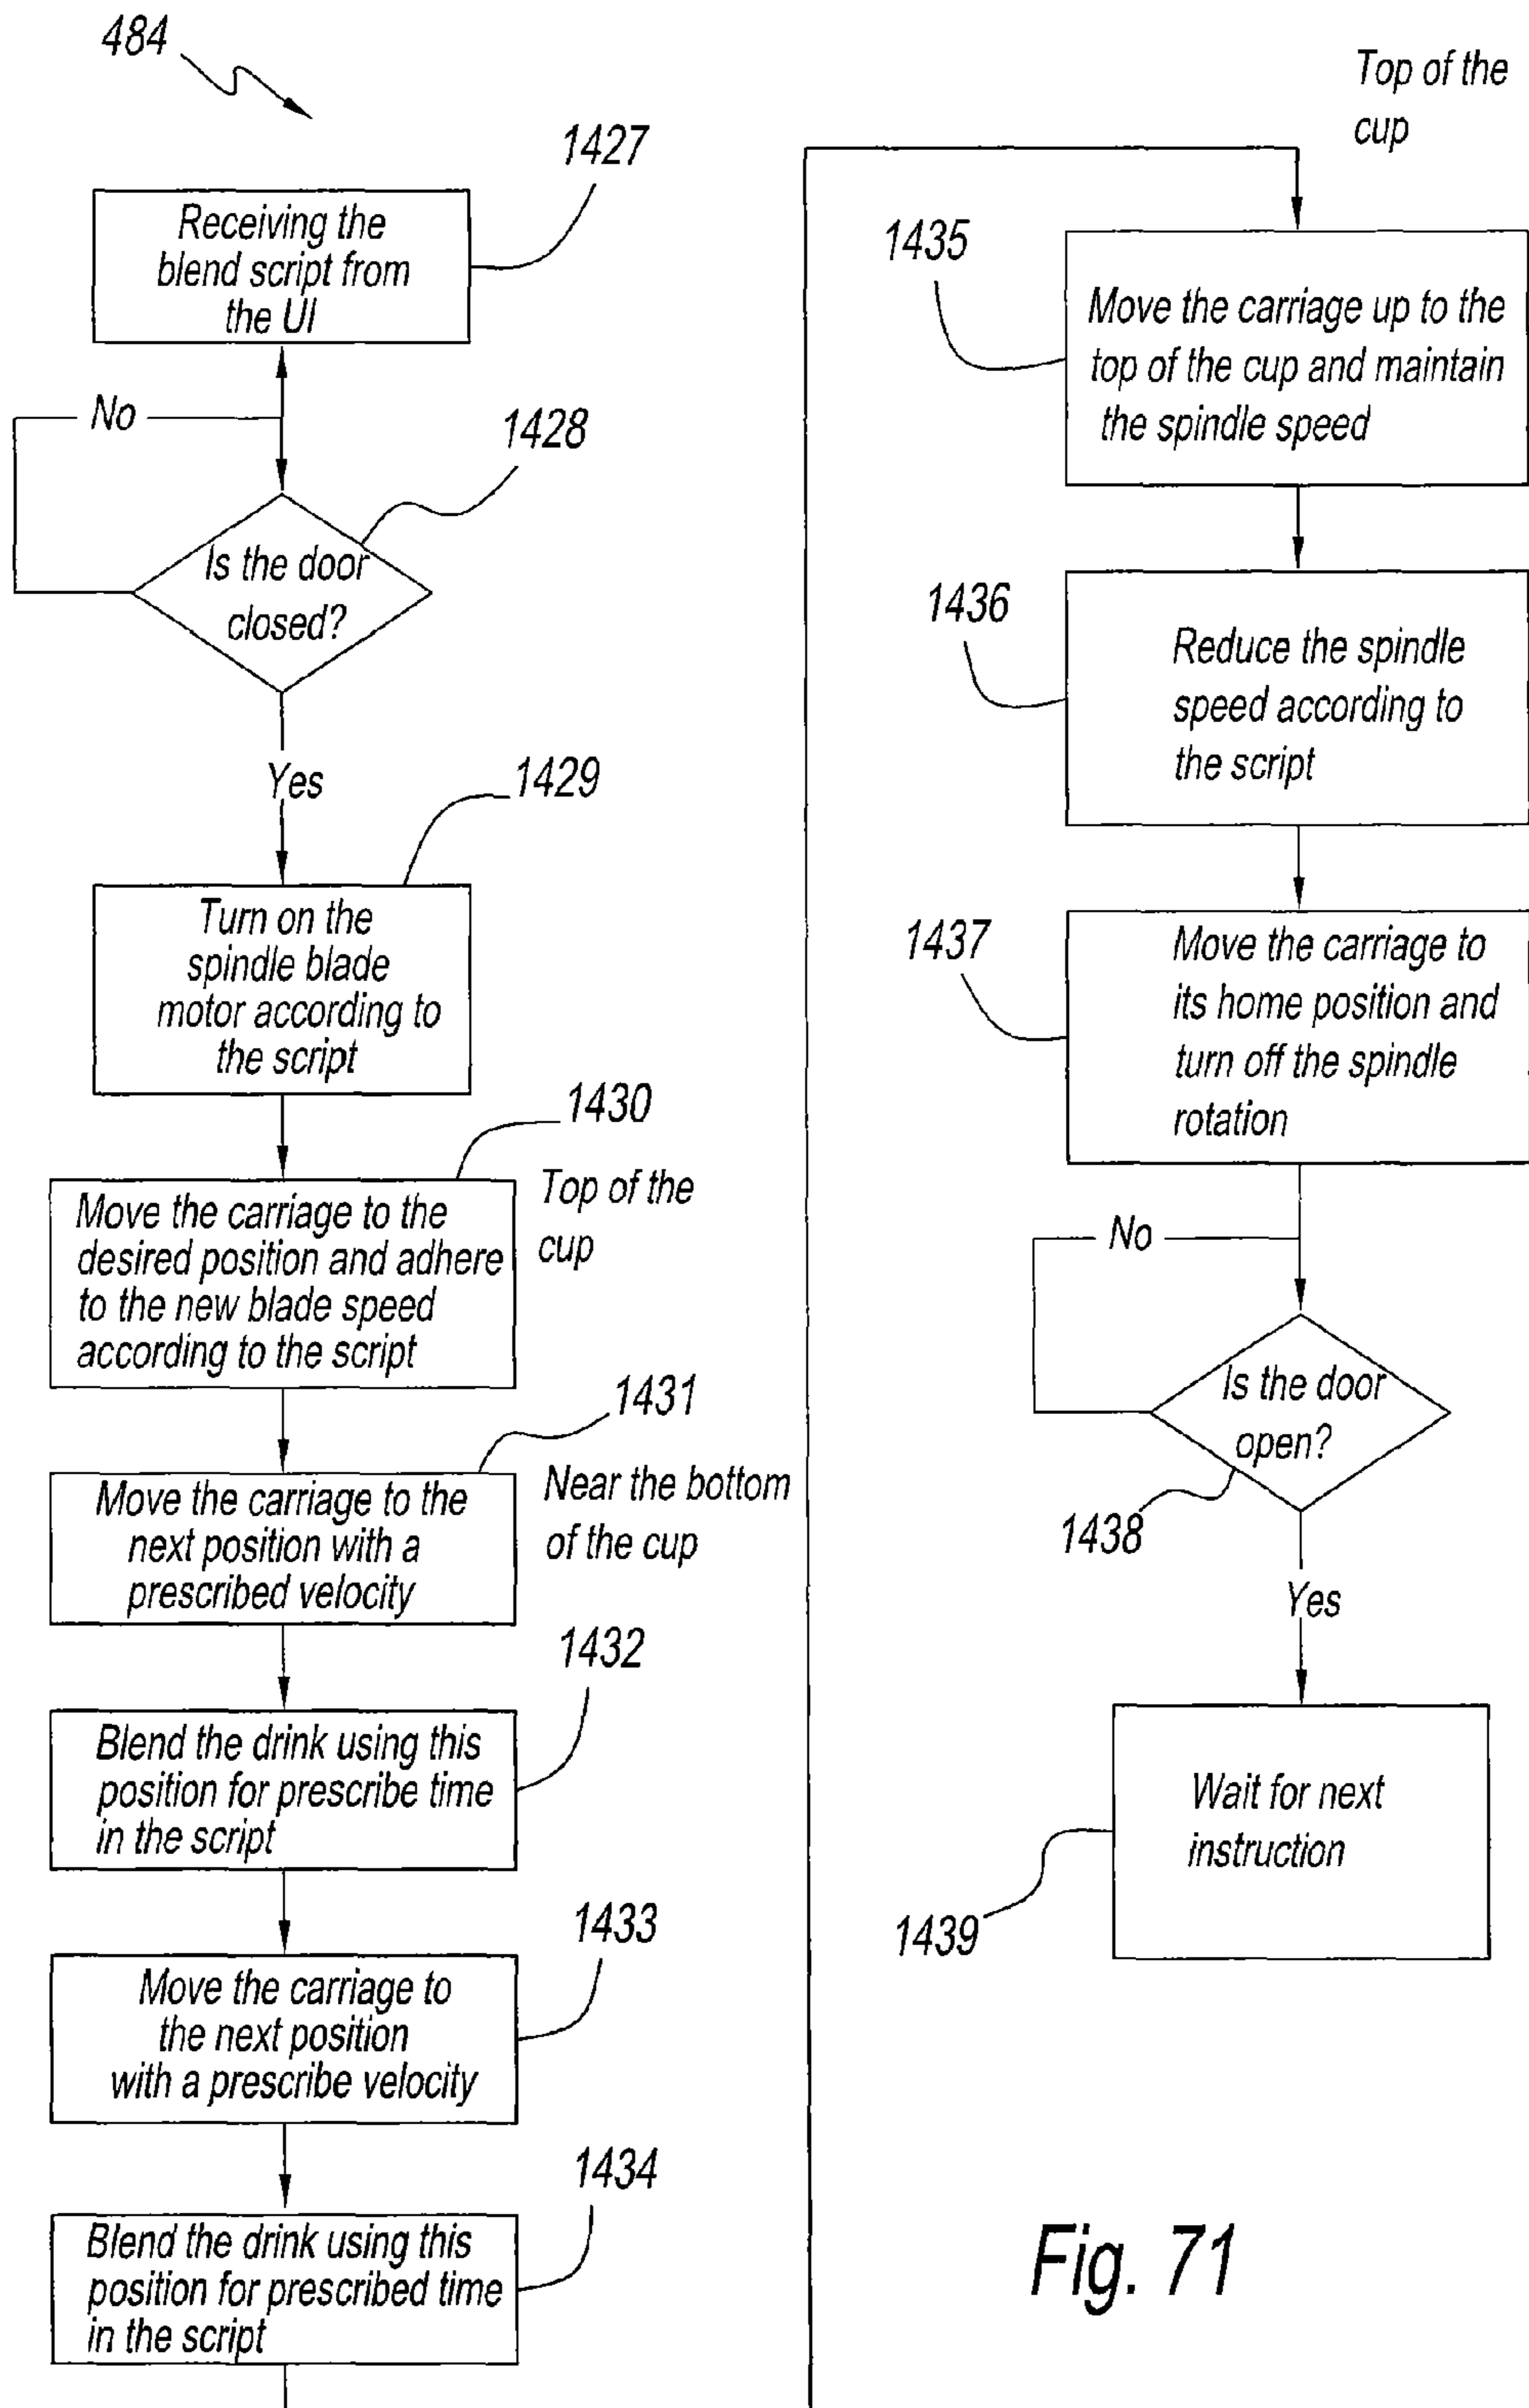 484
1427
Receiving the
blend script from
the UI
No
1428
Is the door
closed?
Yes
1429
Turn on the
spindle blade
motor according to
the script
1430
Top of the
cup
Move the carriage to the
desired position and adhere
to the new blade speed
according to the script
1431
Near the bottom
of the cup
Move the carriage to the
next position with a
prescribed velocity
1432
Blend the drink using this
position for prescribe time
in the script
1433
Move the carriage to
the next position
with a prescribe velocity
1434
Blend the drink using this
position for prescribed time
in the script
Top of the
cup
1435
Move the carriage up to the
top of the cup and maintain
the spindle speed
1436
Reduce the spindle
speed according to
the script
1437
Move the carriage to
its home position and
turn off the spindle
rotation
No
Is the door
open?
1438
Yes
Wait for next
instruction
1439
Fig. 71